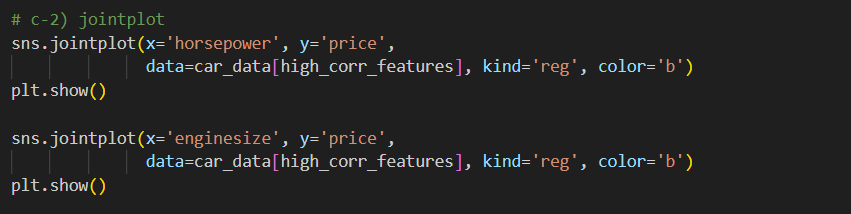 # c-2) jointplot
sns.jointplot(x='horsepower', y='price',
              data=car_data[high_corr_features], kind='reg', color='b')
plt.show()

sns.jointplot(x='enginesize', y='price',
              data=car_data[high_corr_features], kind='reg', color='b')
plt.show()